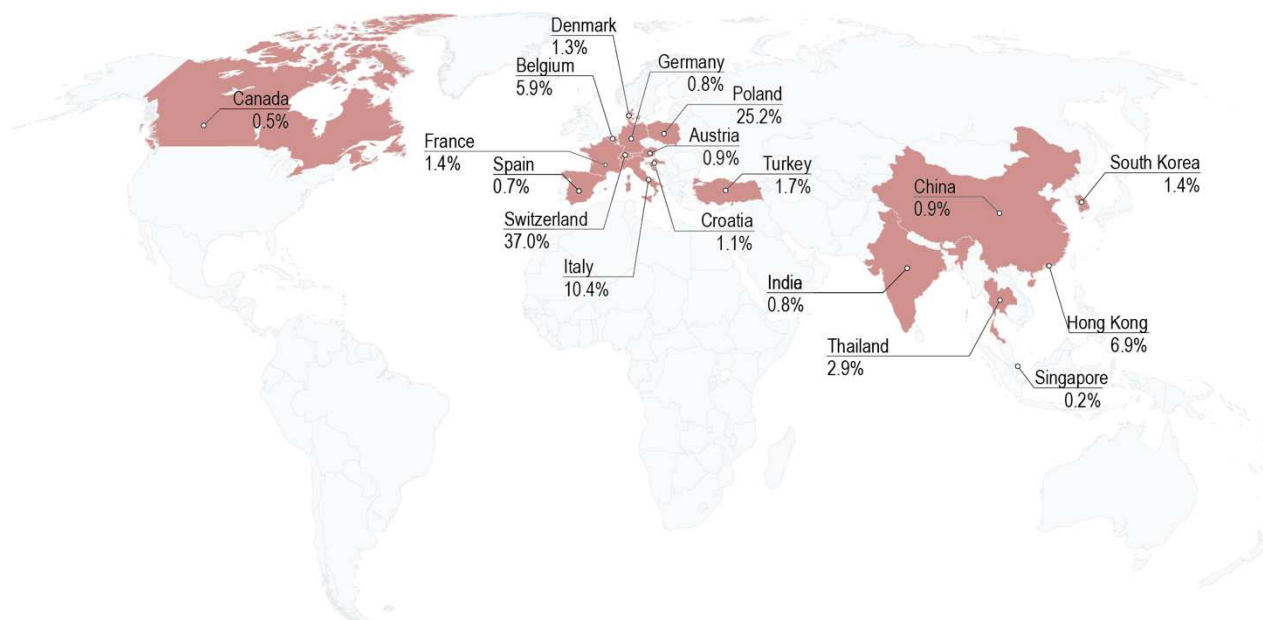 Denmark
1.3%
Belgium
5.9%
Germany
0.8%
Poland
25.2%
Canada
0.5%
France
1.4%
Austria
0.9%
Spain
0.7%
Turkey
1.7%
South Korea
1.4%
China
0.9%
Switzerland
37.0%
Croatia
1.1%
Italy
10.4%
India
0.8%
Hong Kong
6.9%
Thailand
2.9%
Singapore
0.2%